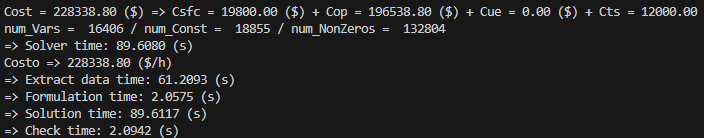 Cost = 228338.80 ($) => Csfc = 19800.00 ($) + Cop = 196538.80 ($) + Cue = 0.00 ($) + Cts = 12000.00
num_Vars =  16406 / num_Const =  18855 / num_NonZeros =  132804
=> Solver time: 89.6080 (s)
Costo => 228338.80 ($/h)
=> Extract data time: 61.2093 (s)
=> Formulation time: 2.0575 (s)
=> Solution time: 89.6117 (s)
=> Check time: 2.0942 (s)